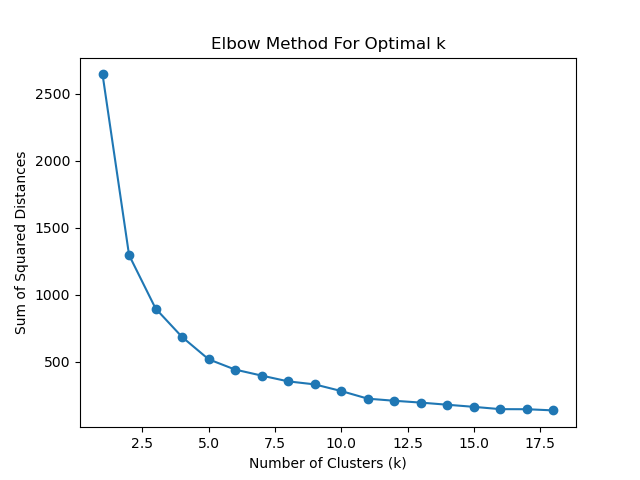 Elbow Method For Optimal k
Sum of Squared Distances
2500
2000
1500
1000
500
2.5 5.0 7.5 10.0 12.5 15.0 17.5
Number of Clusters (k)